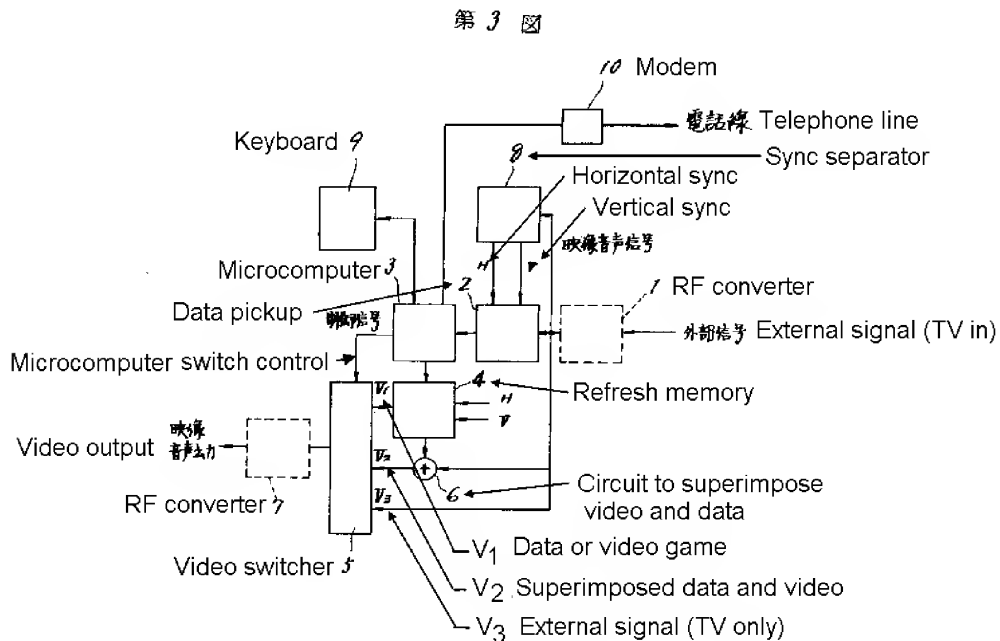 第 3 図
10 Modem
電話線 Telephone line
Keyboard 9
8
Sync separator
Horizontal sync
Vertical sync
映像音声信号
H
V
Microcomputer 3
2
1 RF converter
Data pickup
制御信号
外部信号 External signal (TV in)
Microcomputer switch control
V1
4
Refresh memory
H
V
Video output
映像
音声出力
V2
+
6
Circuit to superimpose
video and data
RF converter 7
V3
V1 Data or video game
Video switcher 5
V2 Superimposed data and video
V3 External signal (TV only)